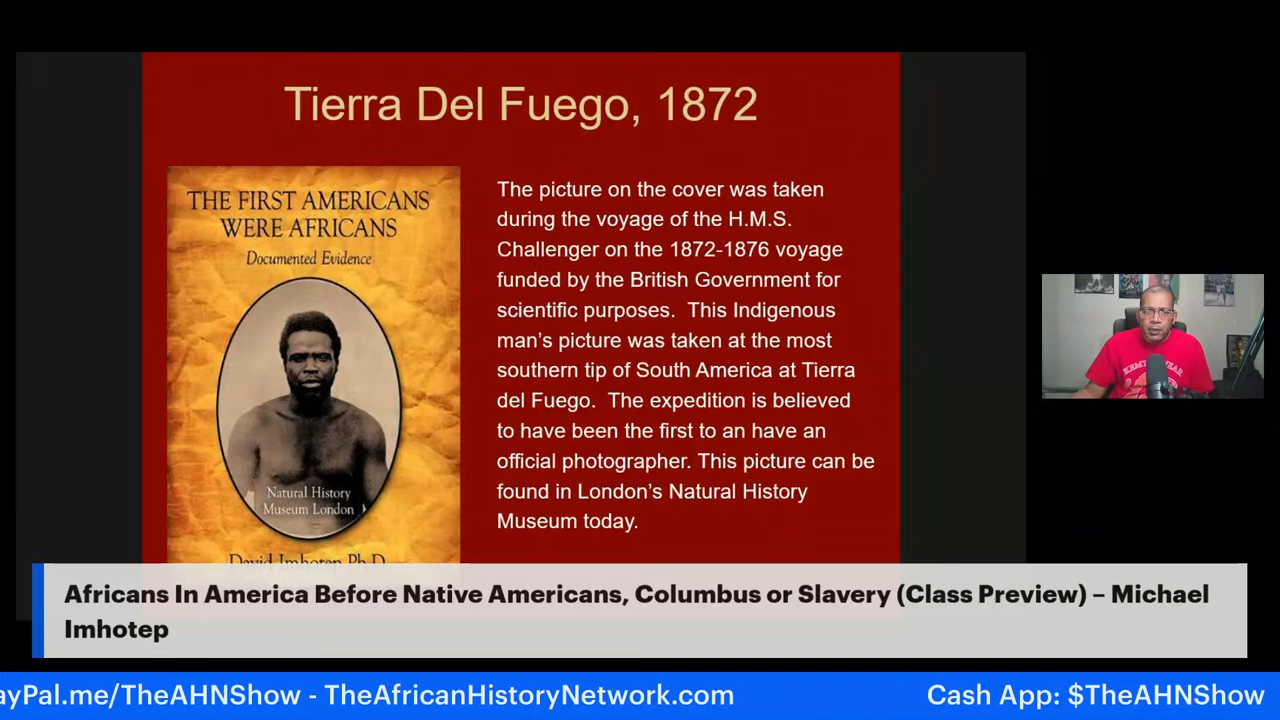 Tierra Del Fuego, 1872
THE FIRST AMERICANS
WERE AFRICANS
Documented Evidence
Natural History
Museum London
David Imhotep Ph.D.
The picture on the cover was taken
during the voyage of the H.M.S.
Challenger on the 1872-1876 voyage
funded by the British Government for
scientific purposes. This Indigenous
man's picture was taken at the most
southern tip of South America at Tierra
del Fuego. The expedition is believed
to have been the first to an have an
official photographer. This picture can be
found in London's Natural History
Museum today.
Africans In America Before Native Americans, Columbus or Slavery (Class Preview) – Michael
Imhotep
ayPal.me/TheAHNShow - TheAfricanHistoryNetwork.com
Cash App: $TheAHNShow